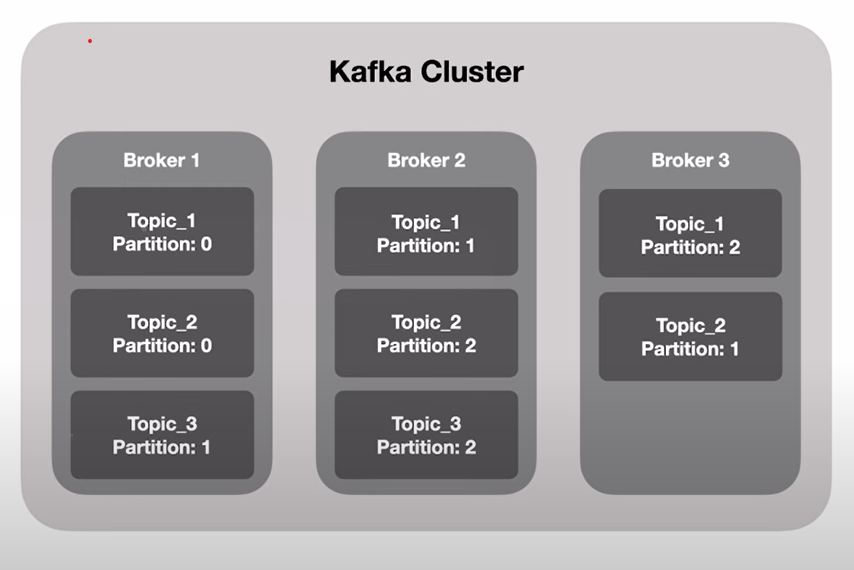 Kafka Cluster
Broker 1
Topic_1
Partition: 0
Topic_2
Partition: 0
Topic_3
Partition: 1
Broker 2
Topic_1
Partition: 1
Topic_2
Partition: 2
Topic_3
Partition: 2
Broker 3
Topic_1
Partition: 2
Topic_2
Partition: 1